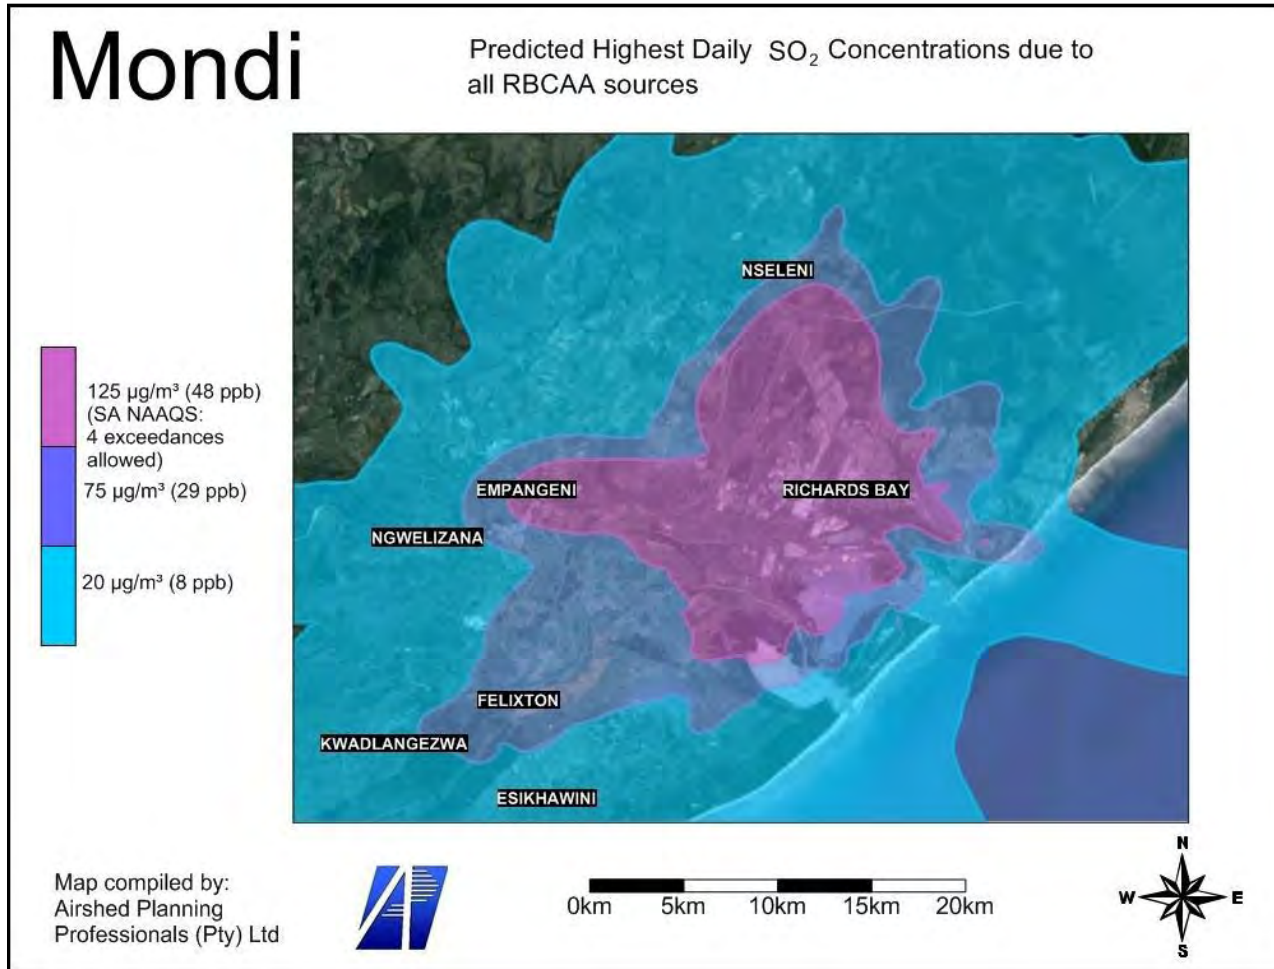 Mondi
Predicted Highest Daily SO₂ Concentrations due to
all RBCAA sources
NSELENI
125 µg/m³ (48 ppb)
(SA NAAQS:
4 exceedances
allowed)
75 µg/m³ (29 ppb)
20 µg/m³ (8 ppb)
EMPANGENI
RICHARDS BAY
NGWELIZANA
FELIXTON
KWADLANGEZWA
ESIKHAWINI
Map compiled by:
Airshed Planning
Professionals (Pty) Ltd
0km 5km 10km 15km 20km
N
W E
S